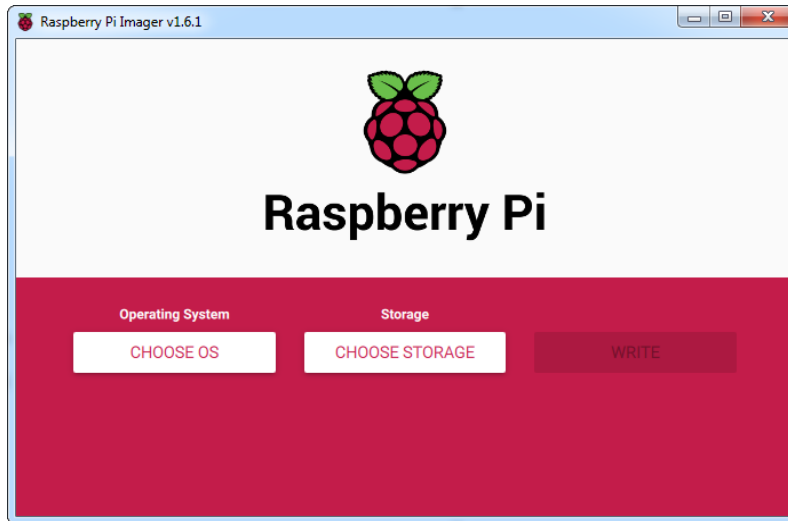 Raspberry Pi Imager v1.6.1
Raspberry Pi
Operating System
Storage
CHOOSE OS
CHOOSE STORAGE
WRITE